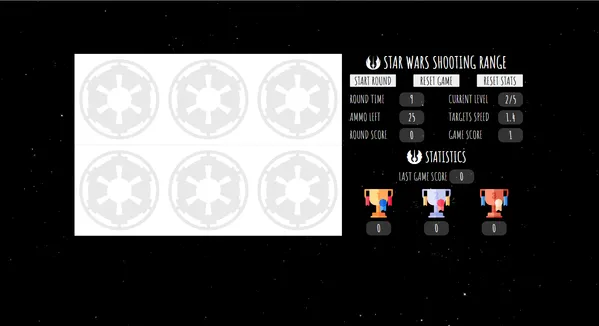 STAR WARS SHOOTING RANGE
START ROUND RESET GAME RESET STATS
ROUND TIME 9 CURRENT LEVEL 2/5
AMMO LEFT 25 TARGETS SPEED 1.4
ROUND SCORE 0 GAME SCORE 1
STATISTICS
LAST GAME SCORE 0
0 0 0